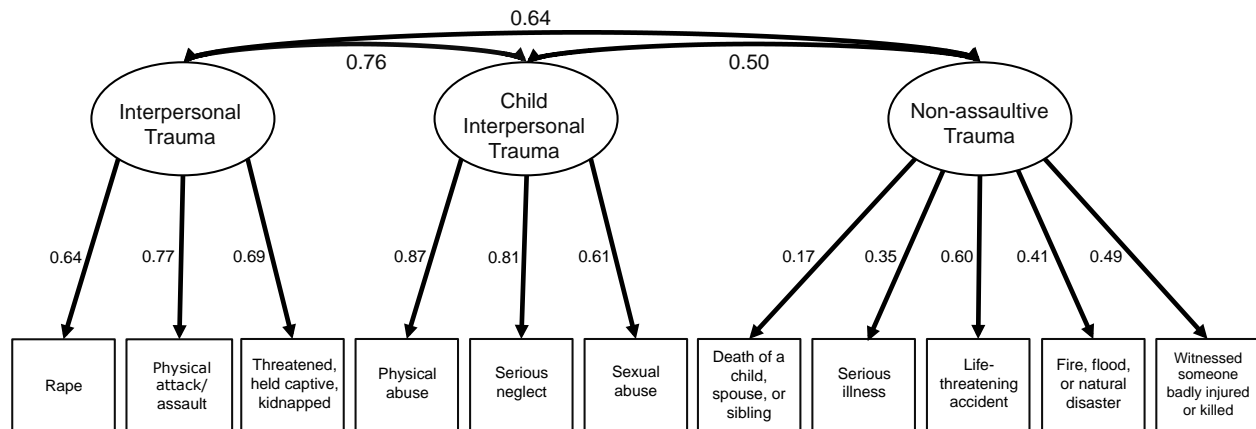 0.64
0.76
0.50
Interpersonal
Trauma
Child
Interpersonal
Trauma
Non-assaultive
Trauma
0.64
0.77
0.69
0.87
0.81
0.61
0.17
0.35
0.60
0.41
0.49
Rape
Physical
attack/
assault
Threatened,
held captive,
kidnapped
Physical
abuse
Serious
neglect
Sexual
abuse
Death of a
child,
spouse, or
sibling
Serious
illness
Life-
threatening
accident
Fire, flood,
or natural
disaster
Witnessed
someone
badly injured
or killed